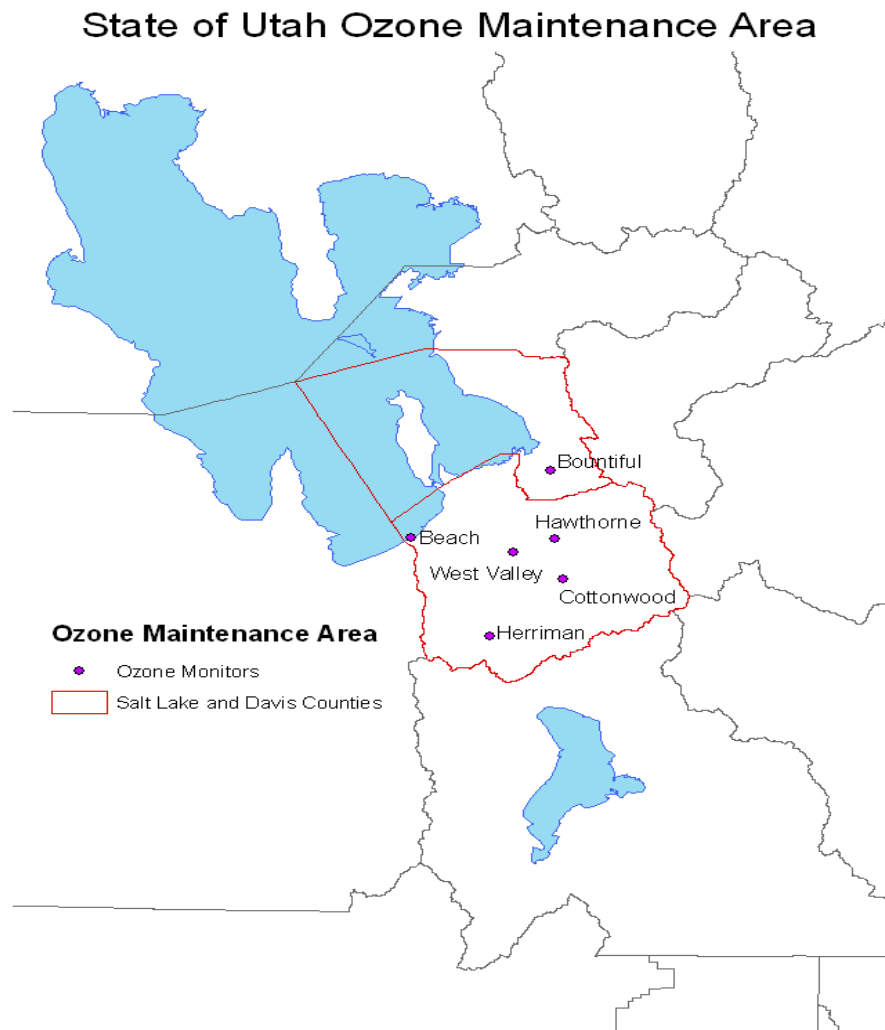 State of Utah Ozone Maintenance Area
Bountiful
Hawthorne
Beach
West Valley
Cottonwood
Herriman
Ozone Maintenance Area
Ozone Monitors
Salt Lake and Davis Counties